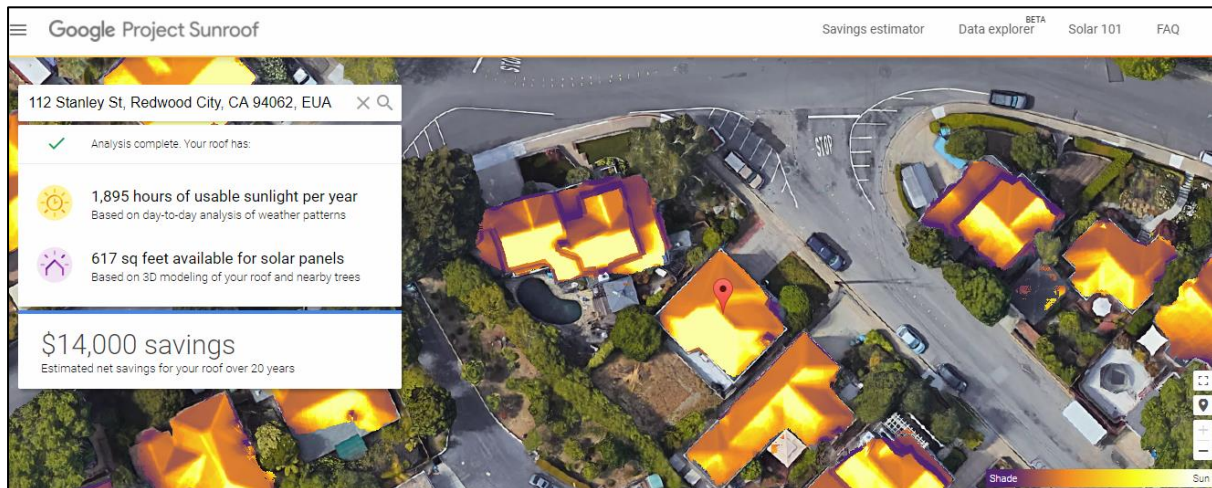 Google Project Sunroof
Savings estimator
Data explorer BETA
Solar 101
FAQ
112 Stanley St, Redwood City, CA 94062, EUA
Analysis complete. Your roof has:
1,895 hours of usable sunlight per year
Based on day-to-day analysis of weather patterns
617 sq feet available for solar panels
Based on 3D modeling of your roof and nearby trees
$14,000 savings
Estimated net savings for your roof over 20 years
STOP
STOP
Shade
Sun